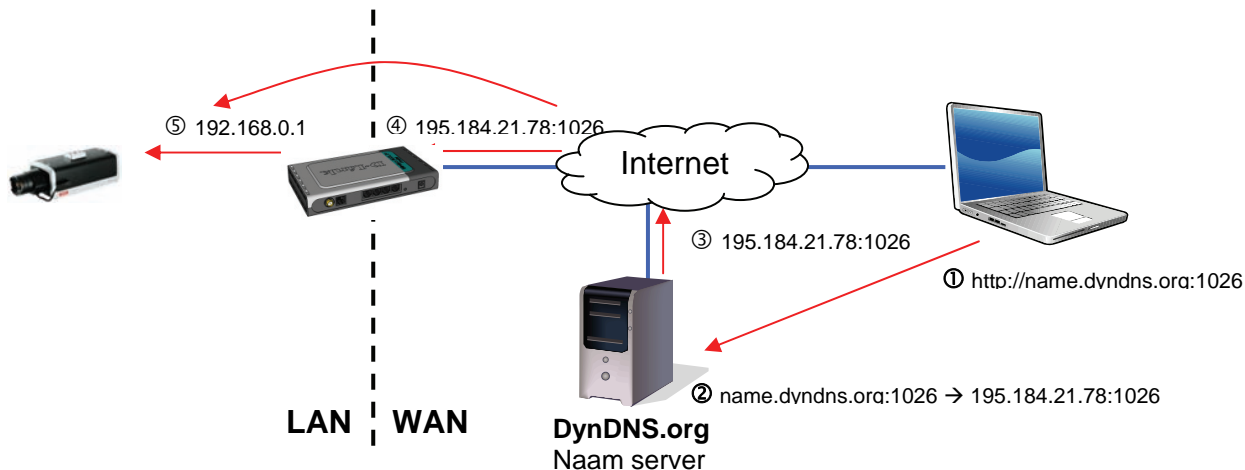 ⑤ 192.168.0.1
④ 195.184.21.78:1026
D-Link
Internet
③ 195.184.21.78:1026
① http://name.dyndns.org:1026
② name.dyndns.org:1026 → 195.184.21.78:1026
LAN
WAN
DynDNS.org
Naam server